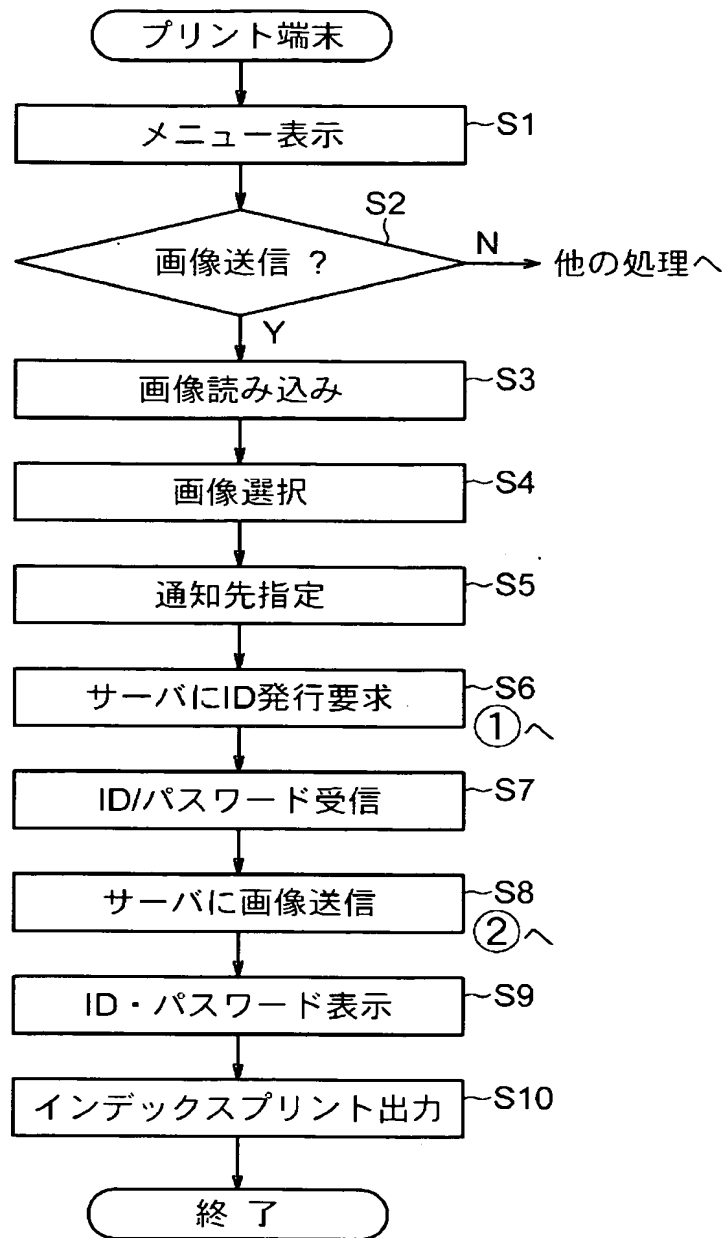 プリント端末
メニュー表示
S1
S2
画像送信 ?
N
他の処理へ
Y
画像読み込み
S3
画像選択
S4
通知先指定
S5
サーバにID発行要求
S6
①へ
ID/パスワード受信
S7
サーバに画像送信
S8
②へ
ID・パスワード表示
S9
インデックスプリント出力
S10
終 了